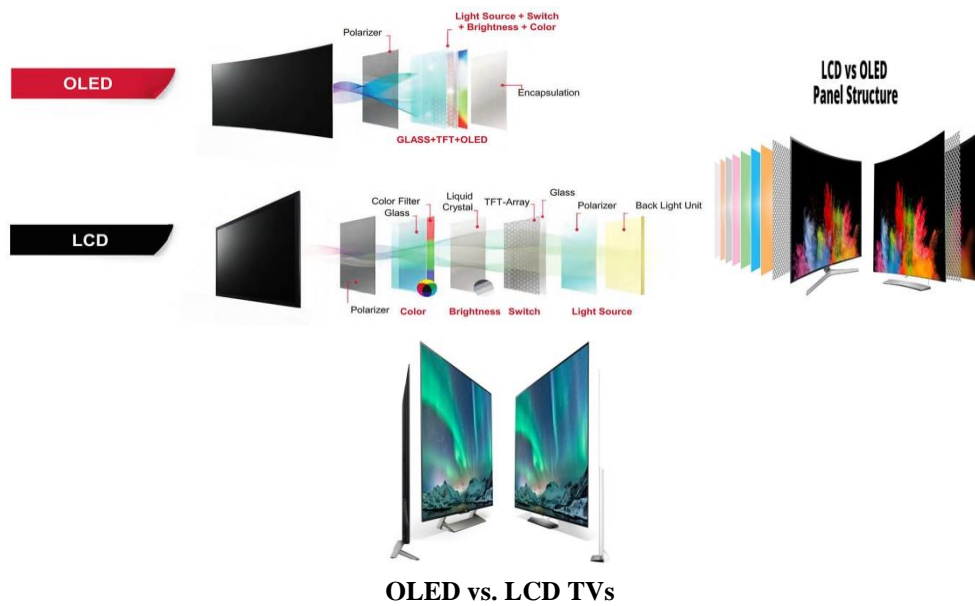 OLED
Polarizer
Light Source + Switch
+ Brightness + Color
Encapsulation
GLASS+TFT+OLED
LCD vs OLED
Panel Structure
LCD
Color Filter
Glass
Liquid
Crystal
TFT-Array
Glass
Polarizer
Back Light Unit
Polarizer
Color
Brightness
Switch
Light Source
OLED vs. LCD TVs